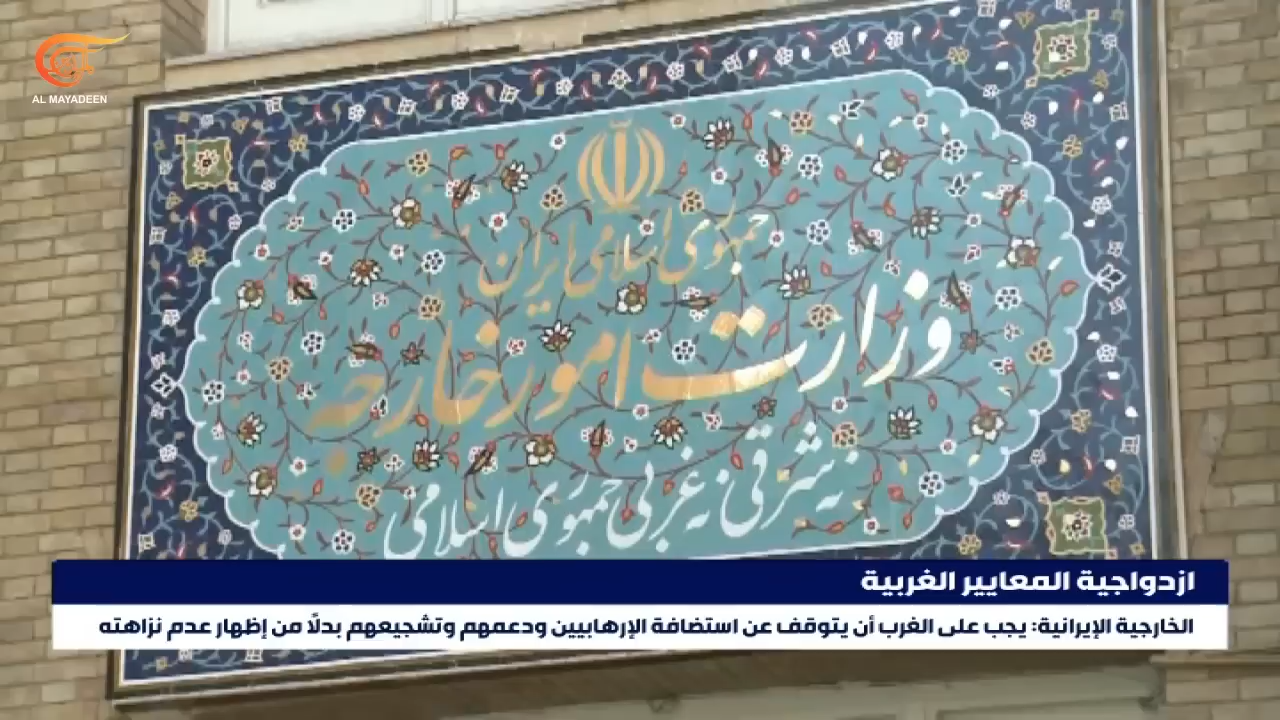 AL MAYADEEN
جمهوری اسلامی ایران
وزارت امور خارجه
نه شرقی نه غربی جمهوری اسلامی
ازدواجية المعايير الغربية
الخارجية الإيرانية: يجب على الغرب أن يتوقف عن استضافة الإرهابيين ودعمهم وتشجيعهم بدلًا من إظهار عدم نزاهته